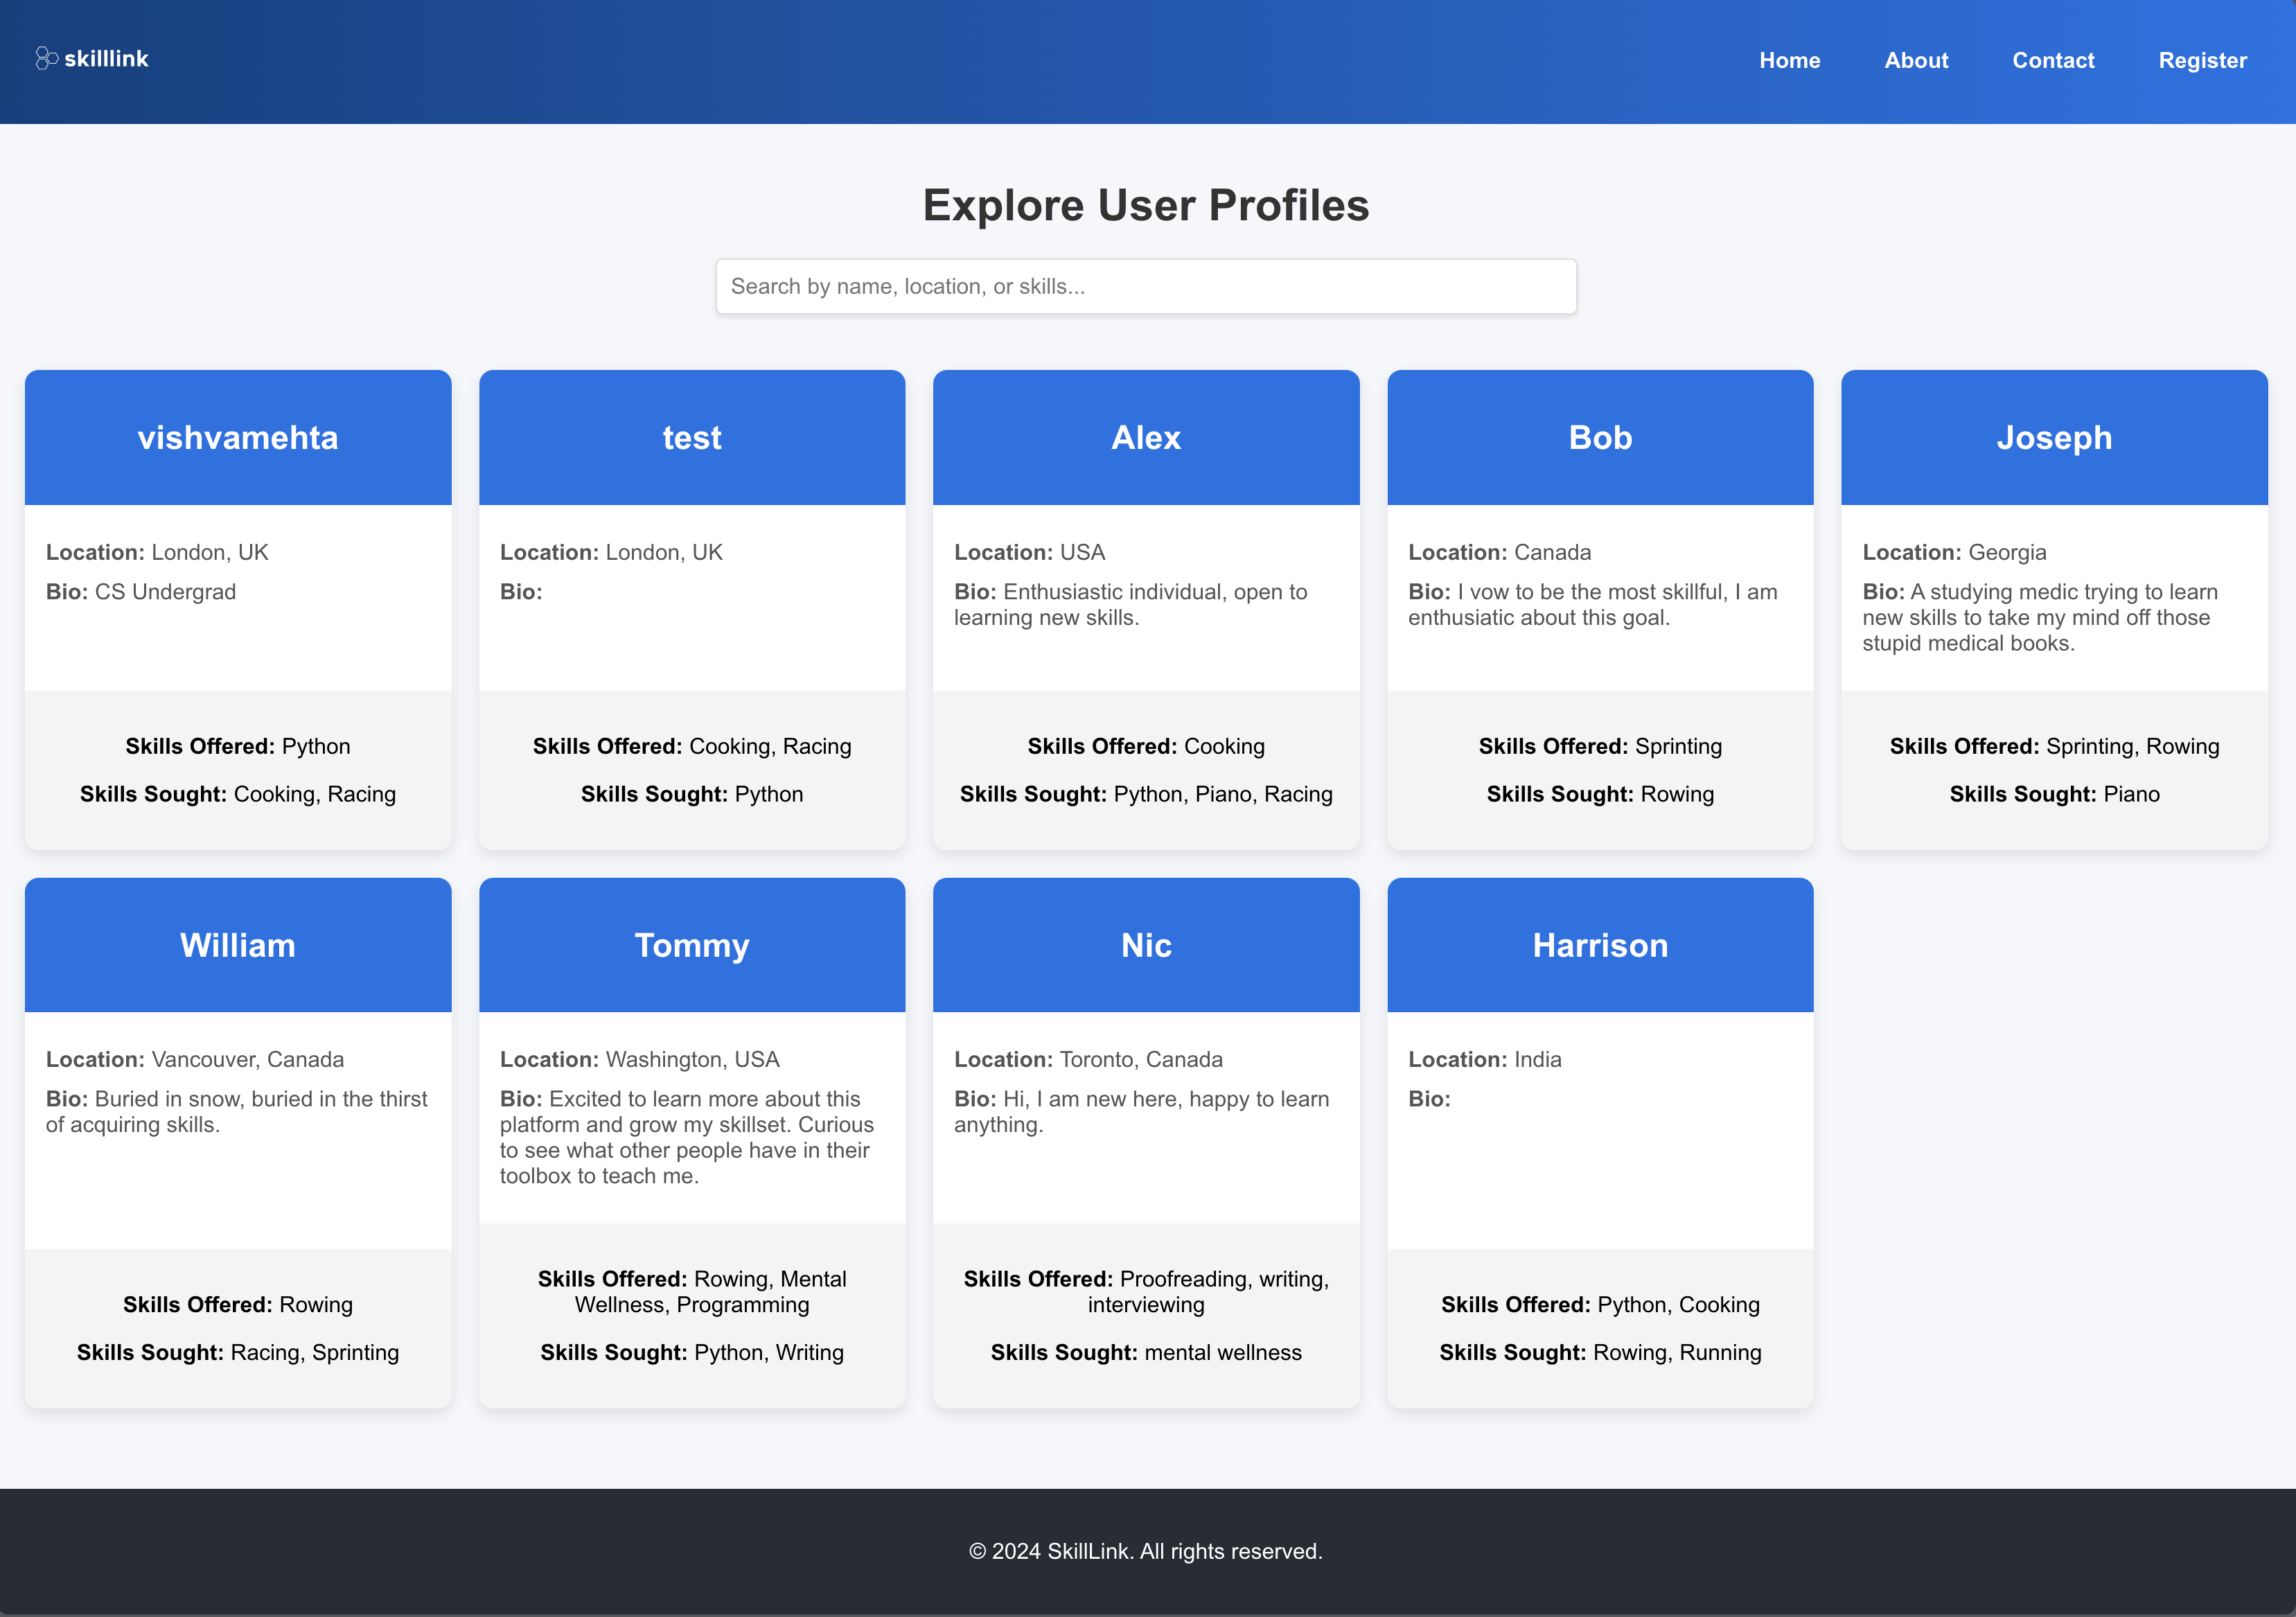 skilllink
Home About Contact Register
Explore User Profiles
Search by name, location, or skills...
vishvamehta
Location: London, UK
Bio: CS Undergrad
Skills Offered: Python
Skills Sought: Cooking, Racing
test
Location: London, UK
Bio:
Skills Offered: Cooking, Racing
Skills Sought: Python
Alex
Location: USA
Bio: Enthusiastic individual, open to
learning new skills.
Skills Offered: Cooking
Skills Sought: Python, Piano, Racing
Bob
Location: Canada
Bio: I vow to be the most skillful, I am
enthusiatic about this goal.
Skills Offered: Sprinting
Skills Sought: Rowing
Joseph
Location: Georgia
Bio: A studying medic trying to learn
new skills to take my mind off those
stupid medical books.
Skills Offered: Sprinting, Rowing
Skills Sought: Piano
William
Location: Vancouver, Canada
Bio: Buried in snow, buried in the thirst
of acquiring skills.
Skills Offered: Rowing
Skills Sought: Racing, Sprinting
Tommy
Location: Washington, USA
Bio: Excited to learn more about this
platform and grow my skillset. Curious
to see what other people have in their
toolbox to teach me.
Skills Offered: Rowing, Mental
Wellness, Programming
Skills Sought: Python, Writing
Nic
Location: Toronto, Canada
Bio: Hi, I am new here, happy to learn
anything.
Skills Offered: Proofreading, writing,
interviewing
Skills Sought: mental wellness
Harrison
Location: India
Bio:
Skills Offered: Python, Cooking
Skills Sought: Rowing, Running
© 2024 SkillLink. All rights reserved.